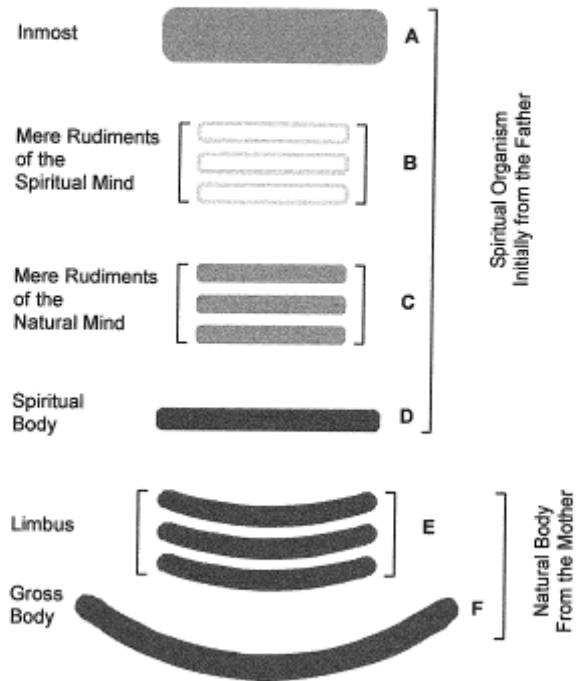 Inmost
A
Mere Rudiments
of the
Spiritual Mind
B
Mere Rudiments
of the
Natural Mind
C
Spiritual
Body
D
Spiritual Organism
Initially from the Father
Limbus
E
Gross
Body
F
Natural Body
From the Mother